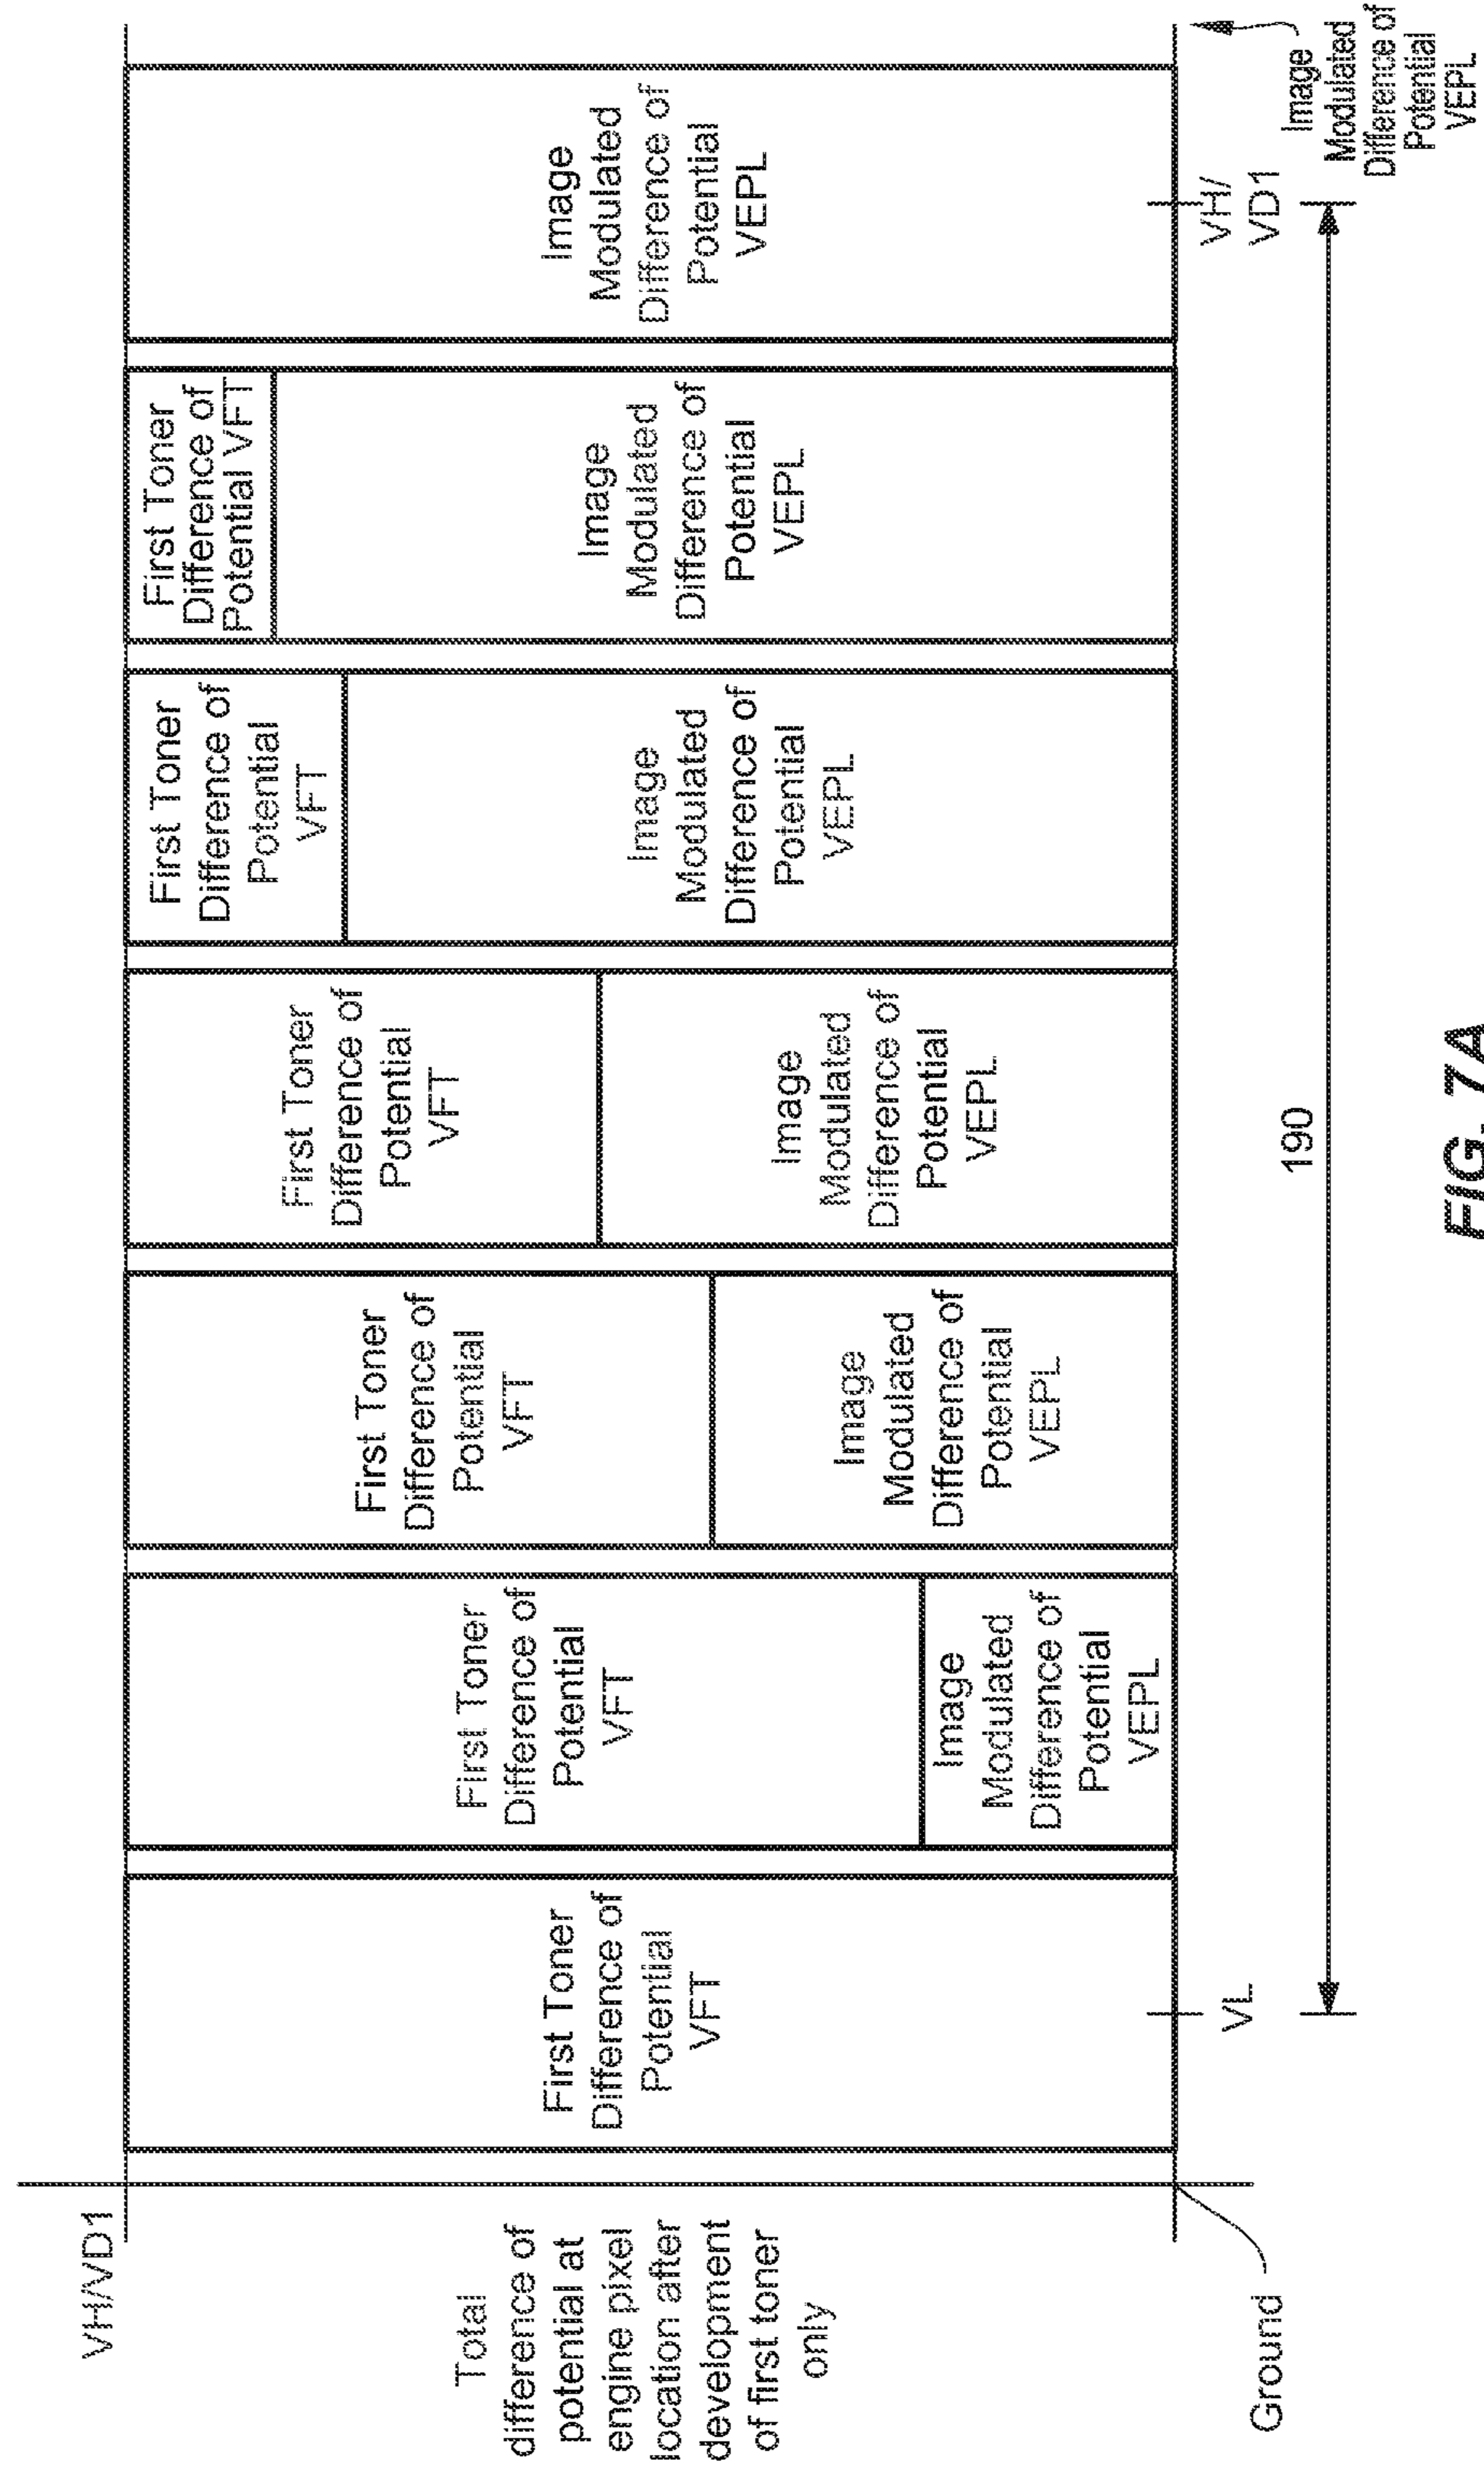 VH/VD1
Total
difference of
potential at
engine pixel
location after
development
of first toner
only
Ground
First Toner
Difference of
Potential
VFT
First Toner
Difference of
Potential
VFT
Image
Modulated
Difference of
Potential
VEPL
First Toner
Difference of
Potential
VFT
Image
Modulated
Difference of
Potential
VEPL
First Toner
Difference of
Potential
VFT
Image
Modulated
Difference of
Potential
VEPL
First Toner
Difference of
Potential
VFT
Image
Modulated
Difference of
Potential
VEPL
First Toner
Difference of
Potential VFT
Image
Modulated
Difference of
Potential
VEPL
Image
Modulated
Difference of
Potential
VEPL
VL
VH/
VD1
Image
Modulated
Difference of
Potential
VEPL
190
FIG. 7A